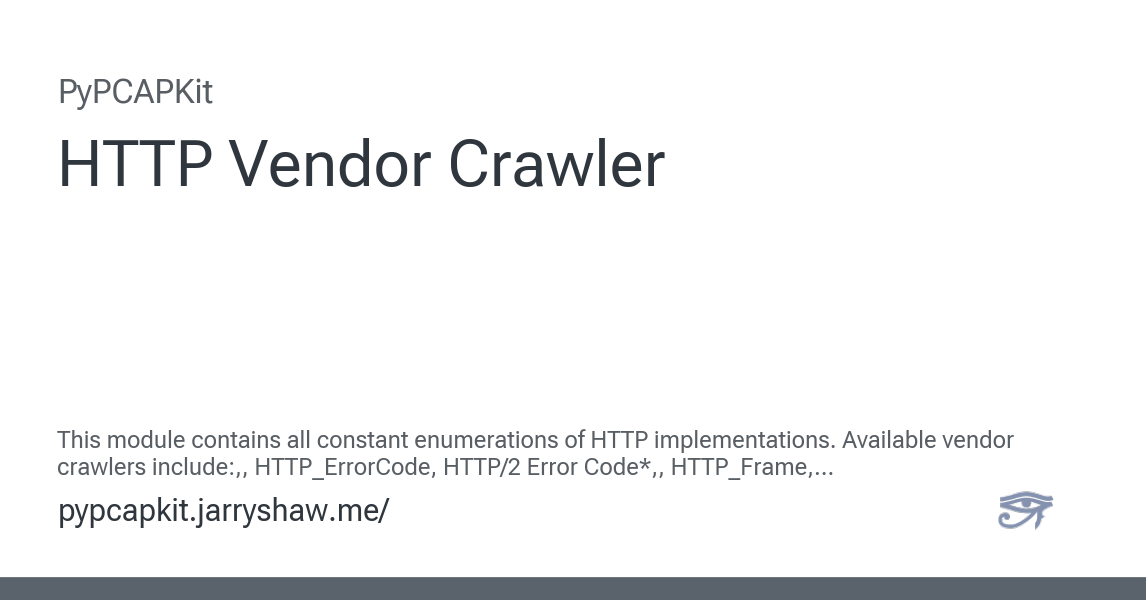 PyPCAPKit
HTTP Vendor Crawler
This module contains all constant enumerations of HTTP implementations. Available vendor
crawlers include:,, HTTP_ErrorCode, HTTP/2 Error Code*,, HTTP_Frame,...
pypcapkit.jarryshaw.me/